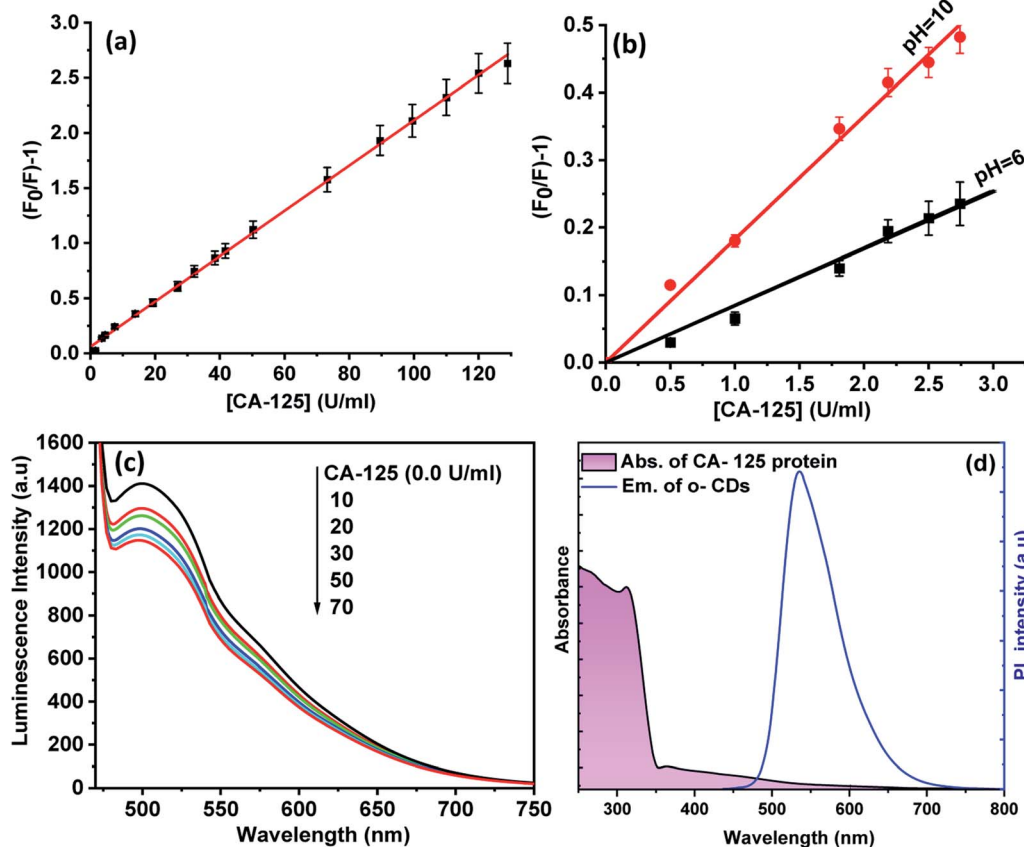 (a)
3.0
2.5
2.0
1.5
1.0
0.5
0.0
(F0/F)-1)
0 20 40 60 80 100 120
[CA-125] (U/ml)
(b)
0.5
0.4
0.3
0.2
0.1
0.0
(F0/F)-1)
pH=10
pH=6
0.0 0.5 1.0 1.5 2.0 2.5 3.0
[CA-125] (U/ml)
(c)
1600
1400
1200
1000
800
600
400
200
0
Luminescence Intensity (a.u)
CA-125 (0.0 U/ml)
10
20
30
50
70
500 550 600 650 700 750
Wavelength (nm)
(d)
Abs. of CA- 125 protein
Em. of o- CDs
Absorbance
PL intensity (a.u)
300 400 500 600 700 800
Wavelength (nm)